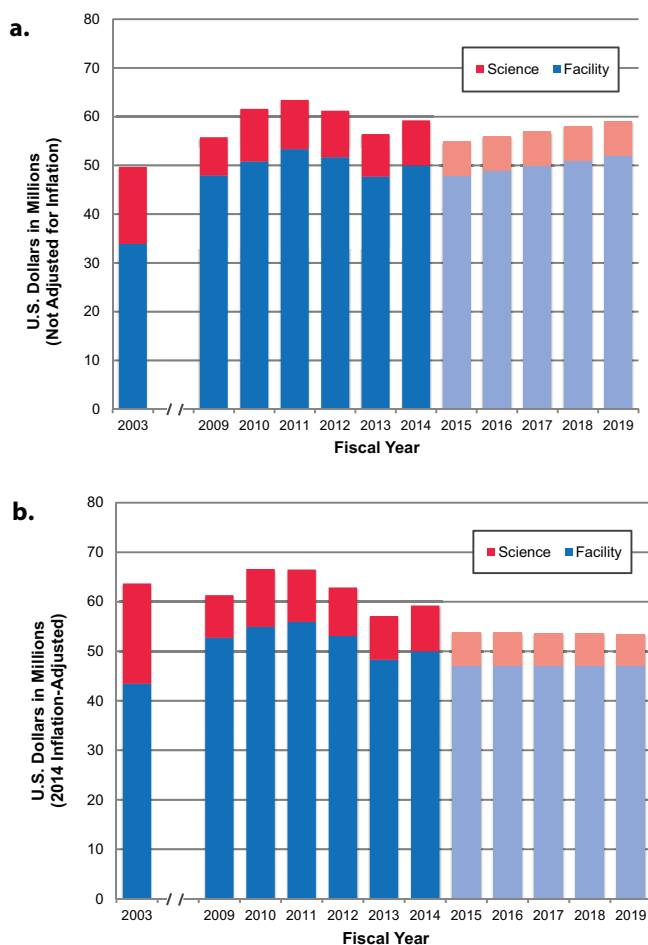 a.
U.S. Dollars in Millions
(Not Adjusted for Inflation)
80
70
60
50
40
30
20
10
0
Science Facility
2003 // 2009 2010 2011 2012 2013 2014 2015 2016 2017 2018 2019
Fiscal Year
b.
U.S. Dollars in Millions
(2014 Inflation-Adjusted)
80
70
60
50
40
30
20
10
0
Science Facility
2003 // 2009 2010 2011 2012 2013 2014 2015 2016 2017 2018 2019
Fiscal Year